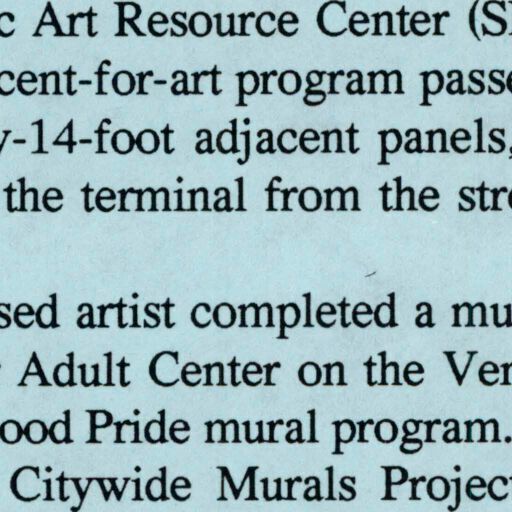 c Art Resource Center (S
cent-for-art program passe
y-14-foot adjacent panels,
the terminal from the stre
sed artist completed a mu
Adult Center on the Ver
ood Pride mural program.
Citywide Murals Projec